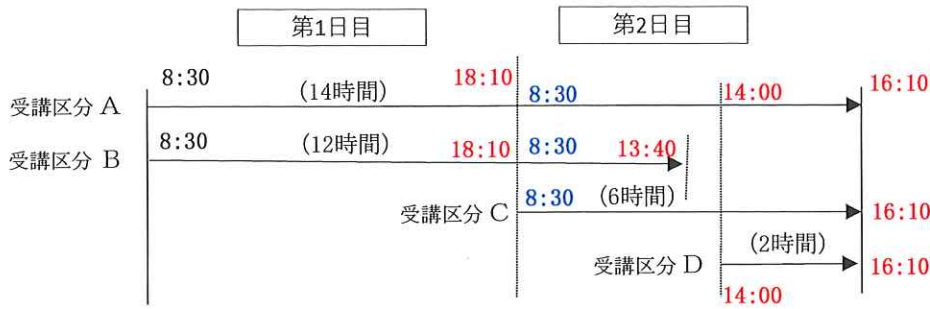 第1日目 第2日目
8:30 (14時間) 18:10 8:30 14:00 16:10
受講区分 A
8:30 (12時間) 18:10 8:30 13:40
受講区分 B
受講区分 C 8:30 (6時間) 16:10
受講区分 D (2時間) 16:10
14:00